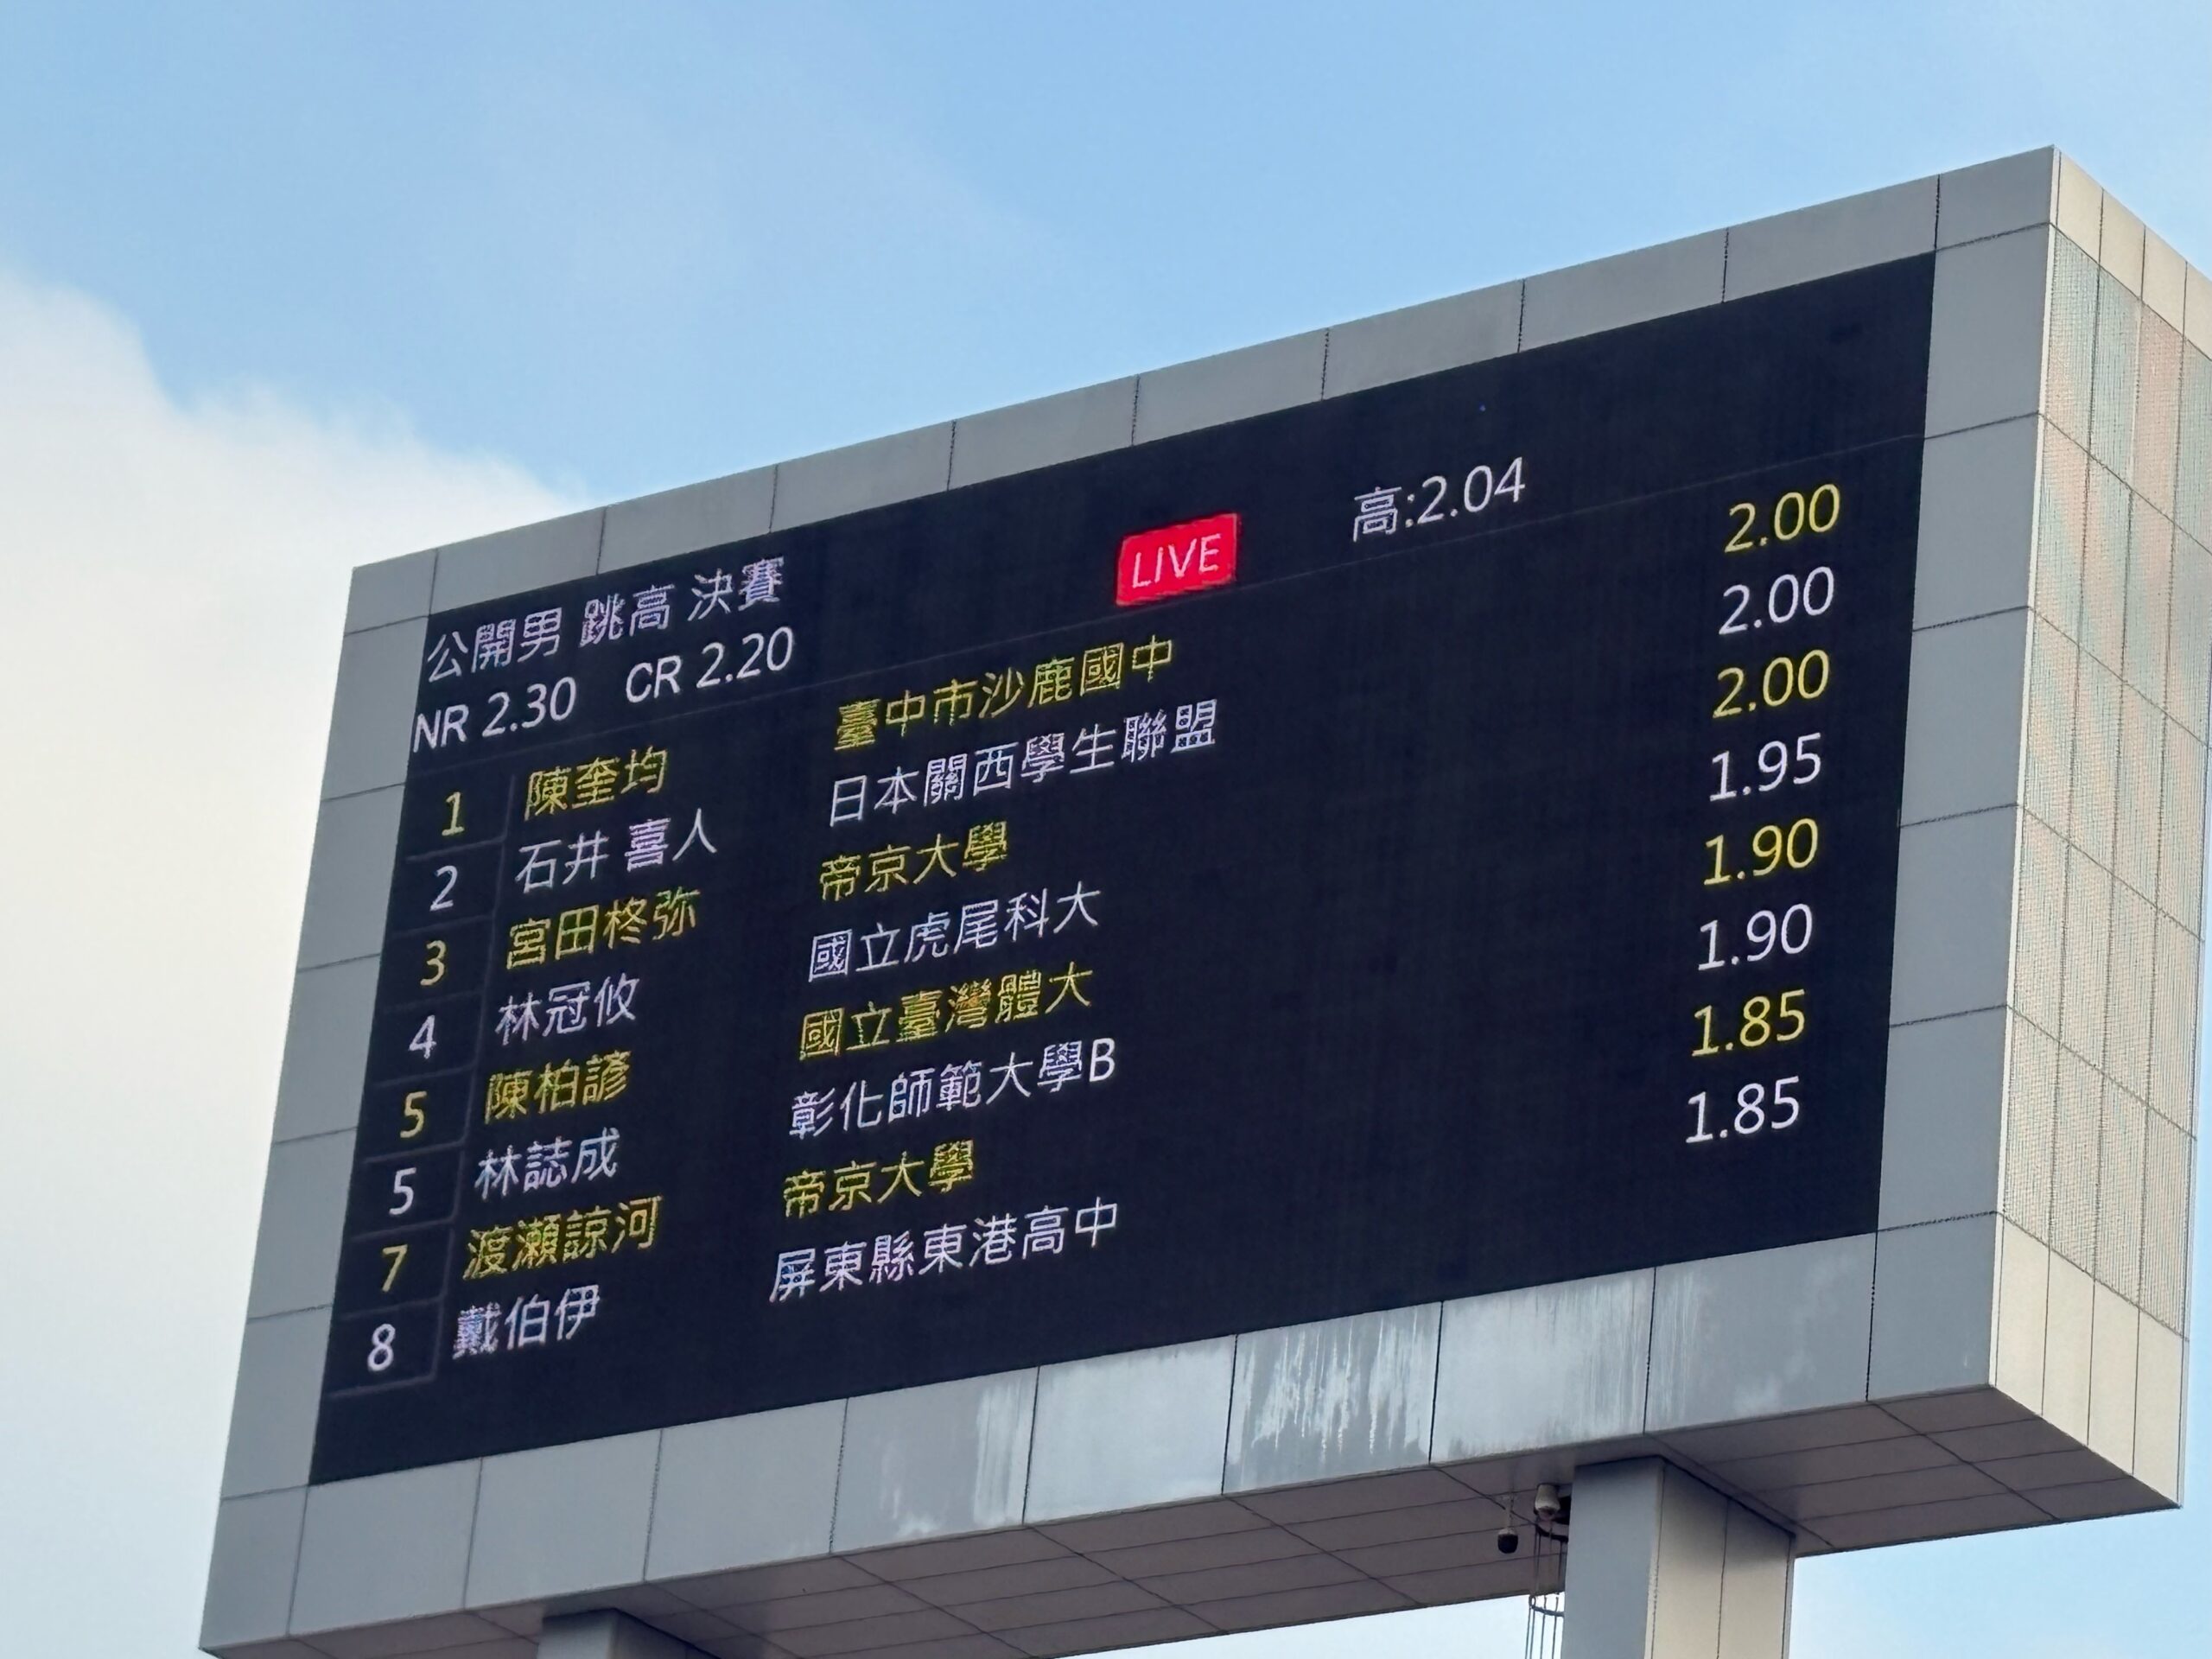 公開男 跳高 決賽 LIVE 高:2.04
NR 2.30 CR 2.20
1 陳奎均 臺中市沙鹿國中 2.00
2 石井 喜人 日本關西學生聯盟 2.00
3 宮田柊弥 帝京大學 2.00
4 林冠攸 國立虎尾科大 1.95
5 陳柏諺 國立臺灣體大 1.90
5 林誌成 彰化師範大學B 1.90
7 渡瀬諒河 帝京大學 1.85
8 戴伯伊 屏東縣東港高中 1.85